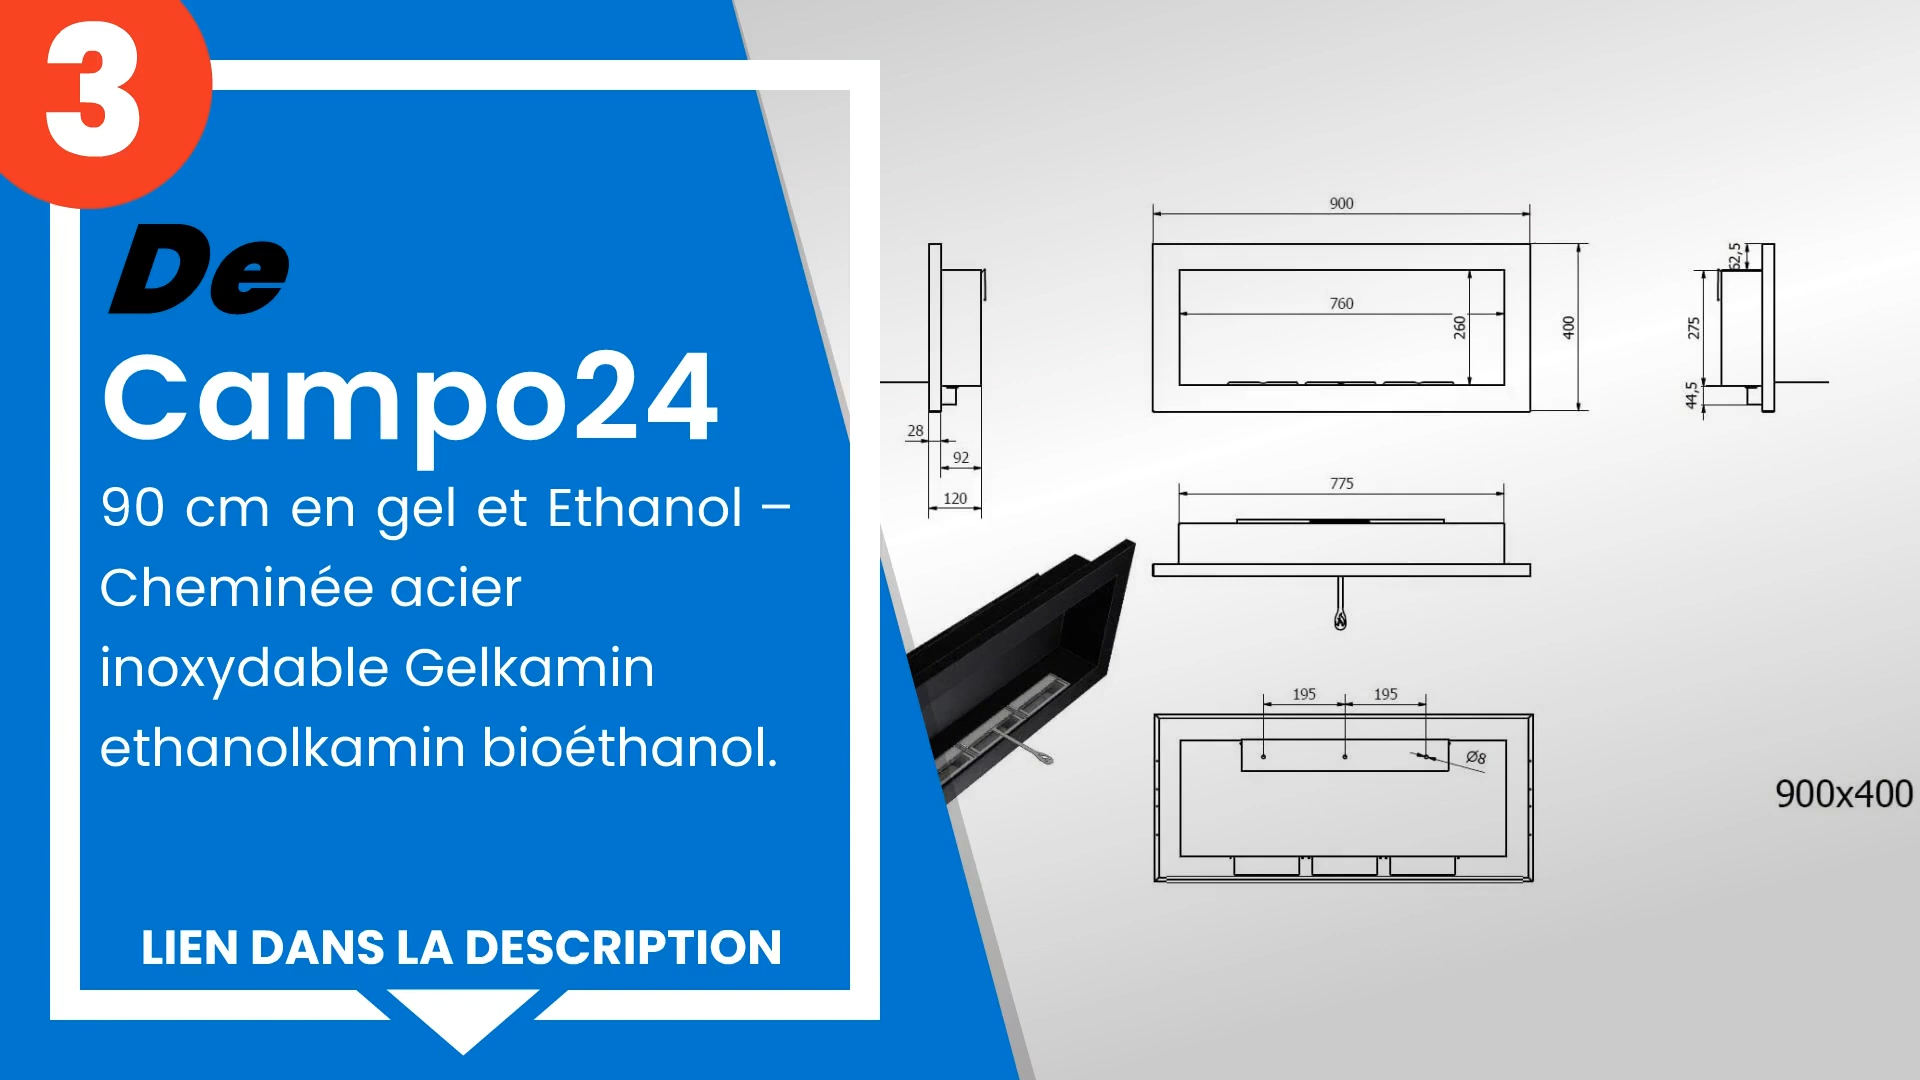 3
De
Campo24
90 cm en gel et Ethanol –
Cheminée acier
inoxydable Gelkamin
ethanolkamin bioéthanol.
LIEN DANS LA DESCRIPTION
900
760
260
400
62,5
275
44,5
28
92
120
775
195 195
Ø8
900x400